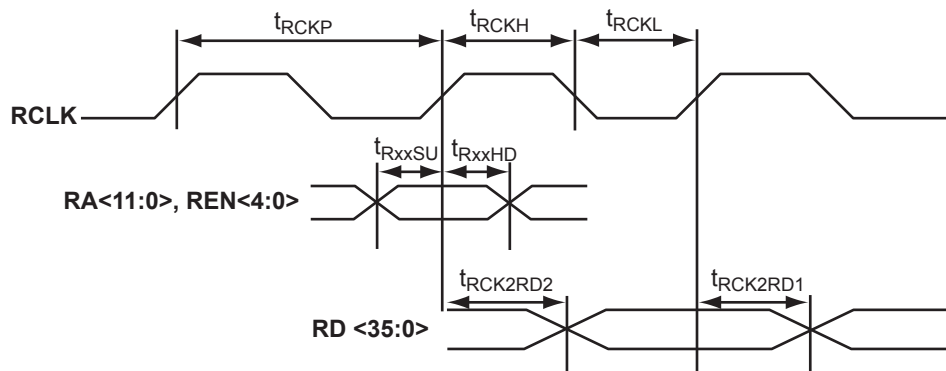 tRCKP tRCKH tRCKL
RCLK
tRxxSU tRxxHD
RA<11:0>, REN<4:0>
tRCK2RD2 tRCK2RD1
RD <35:0>